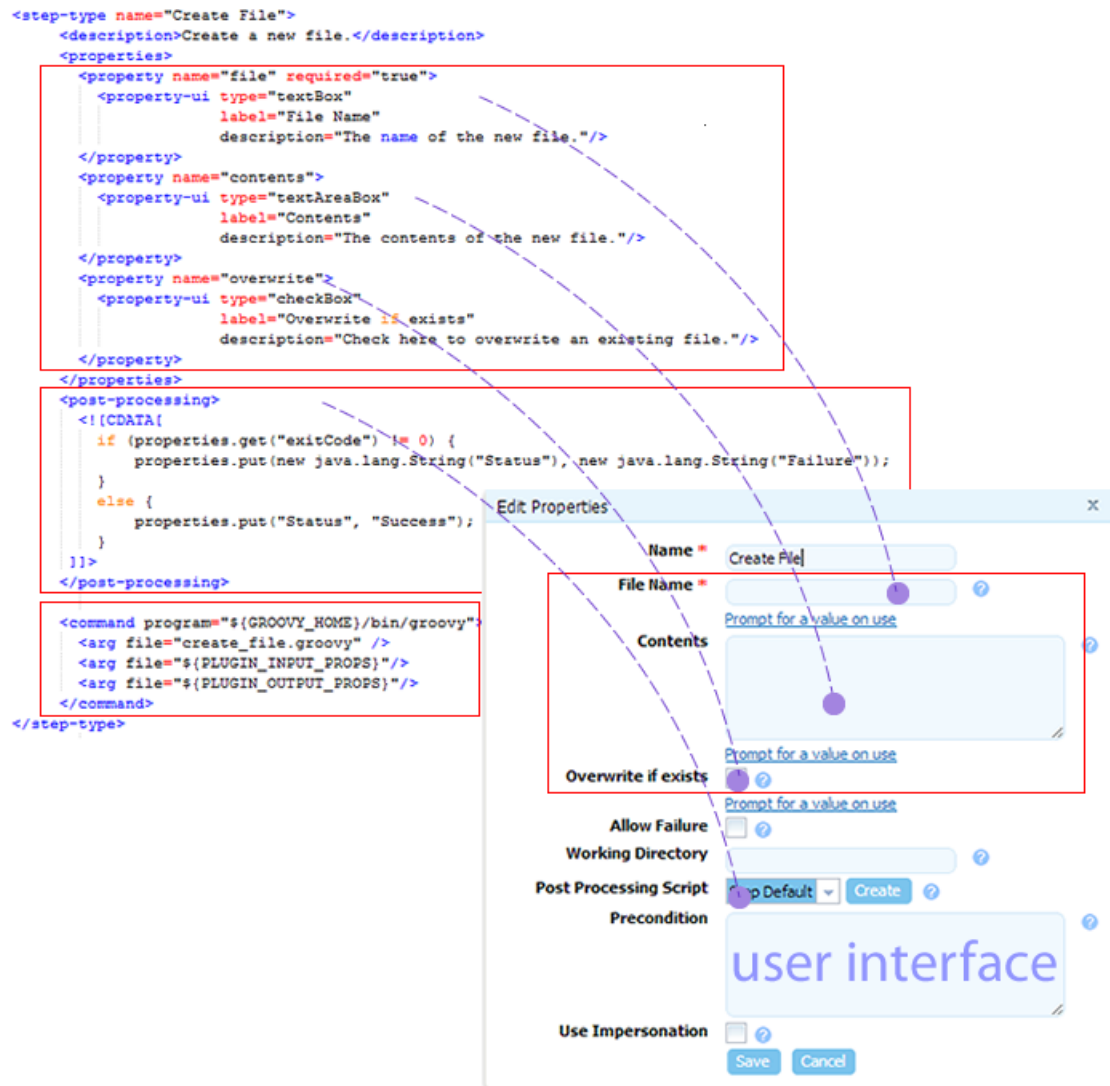 <step-type name="Create File">
<description>Create a new file.</description>
<properties>
<property name="file" required="true">
<property-ui type="textBox"
label="File Name"
description="The name of the new file."/>
</property>
<property name="contents">
<property-ui type="textAreaBox"
label="Contents"
description="The contents of the new file."/>
</property>
<property name="overwrite">
<property-ui type="checkBox"
label="Overwrite if exists"
description="Check here to overwrite an existing file."/>
</property>
</properties>
<post-processing>
<![CDATA[
if (properties.get("exitCode") != 0) {
properties.put(new java.lang.String("Status"), new java.lang.String("Failure"));
}
else {
properties.put("Status", "Success");
}
]]>
</post-processing>
<command program="${GROOVY_HOME}/bin/groovy">
<arg file="create_file.groovy" />
<arg file="${PLUGIN_INPUT_PROPS}"/>
<arg file="${PLUGIN_OUTPUT_PROPS}"/>
</command>
</step-type>
Edit Properties x
Name * Create File
File Name * ?
Prompt for a value on use
Contents ?
Prompt for a value on use
Overwrite if exists ?
Prompt for a value on use
Allow Failure ?
Working Directory ?
Post Processing Script Step Default Create ?
Precondition ?
user interface
Use Impersonation ?
Save Cancel